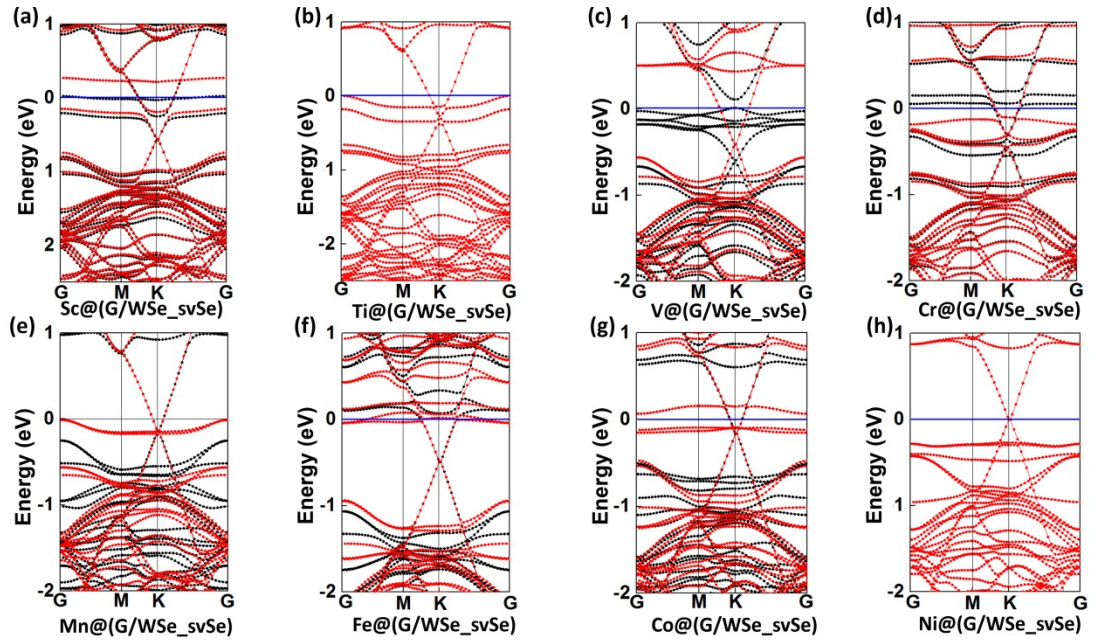 (a) (b) (c) (d)
Energy (eV)
1
0
1
2
G M K G
Sc@(G/WSe_svSe)
Energy (eV)
1
0
-1
-2
G M K G
Ti@(G/WSe_svSe)
Energy (eV)
1
0
-1
-2
G M K G
V@(G/WSe_svSe)
Energy (eV)
1
0
-1
-2
G M K G
Cr@(G/WSe_svSe)
(e) (f) (g) (h)
Energy (eV)
1
0
-1
-2
G M K G
Mn@(G/WSe_svSe)
Energy (eV)
1
0
-1
-2
G M K G
Fe@(G/WSe_svSe)
Energy (eV)
1
0
-1
-2
G M K G
Co@(G/WSe_svSe)
Energy (eV)
1
0
-1
-2
G M K G
Ni@(G/WSe_svSe)